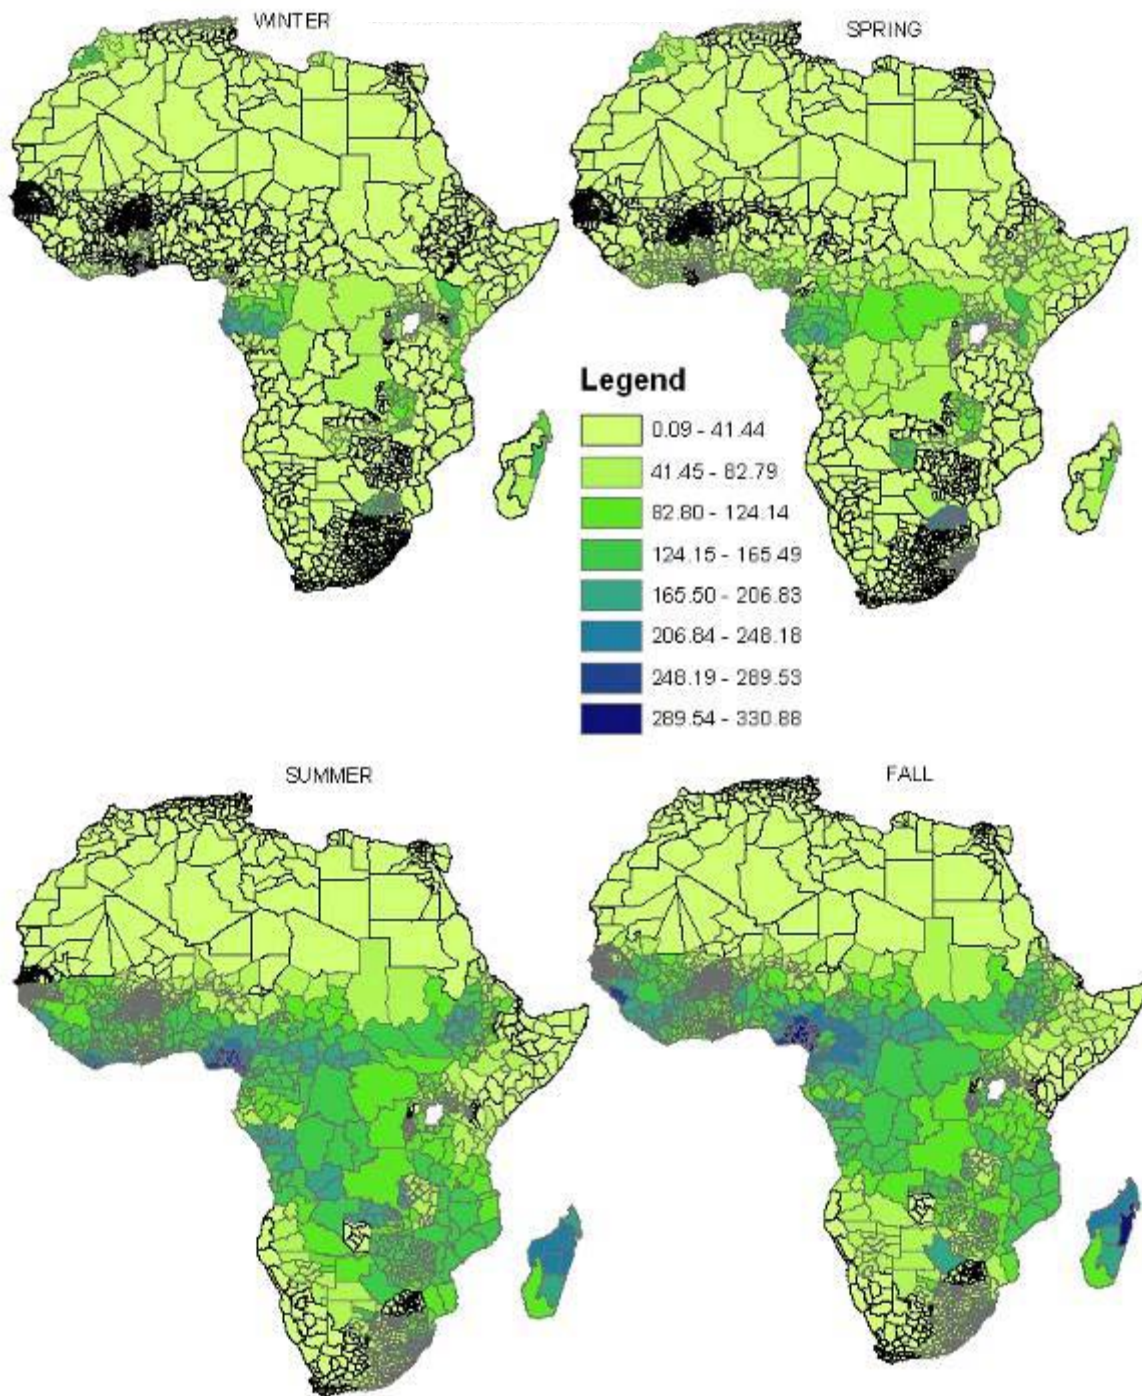 WINTER
SPRING
Legend
0.09 - 41.44
41.45 - 82.79
82.80 - 124.14
124.15 - 165.49
165.50 - 206.83
206.84 - 248.18
248.19 - 289.53
289.54 - 330.88
SUMMER
FALL